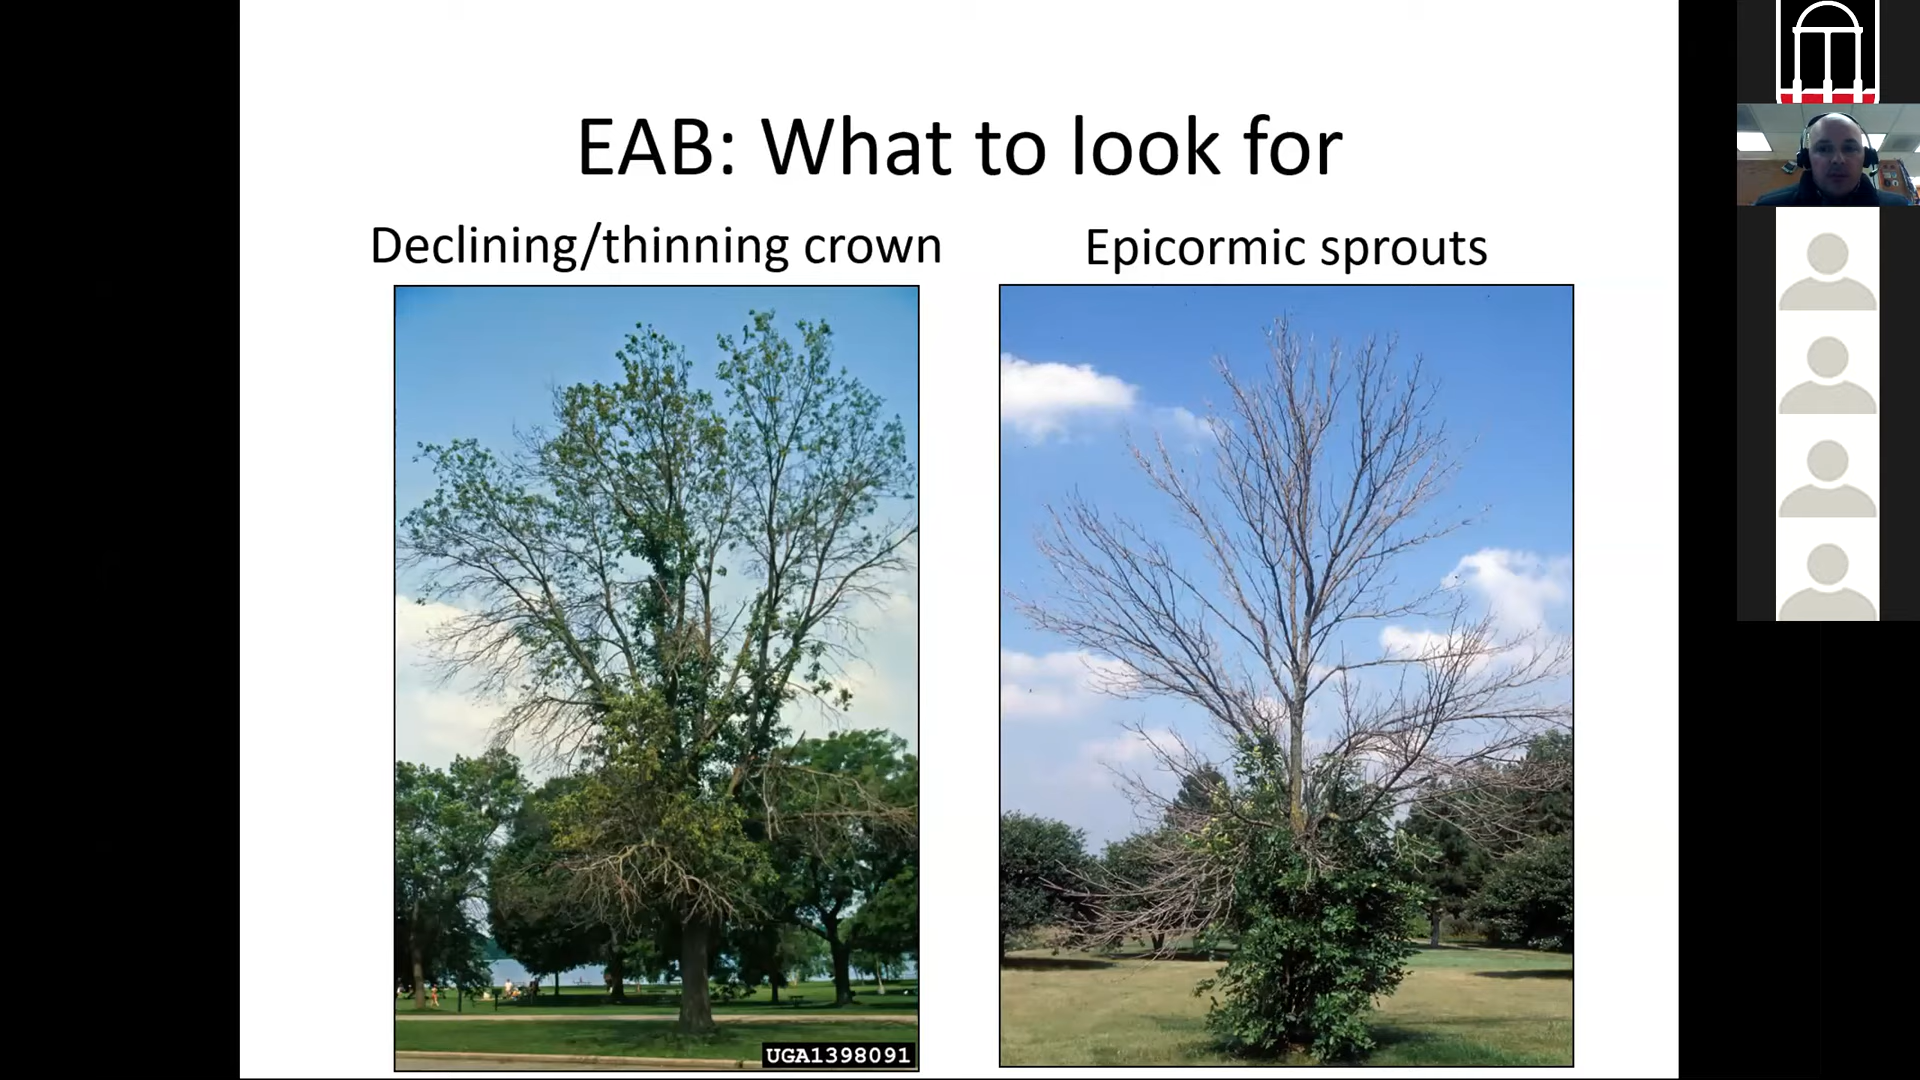 EAB: What to look for
Declining/thinning crown
Epicormic sprouts
UGA1398091